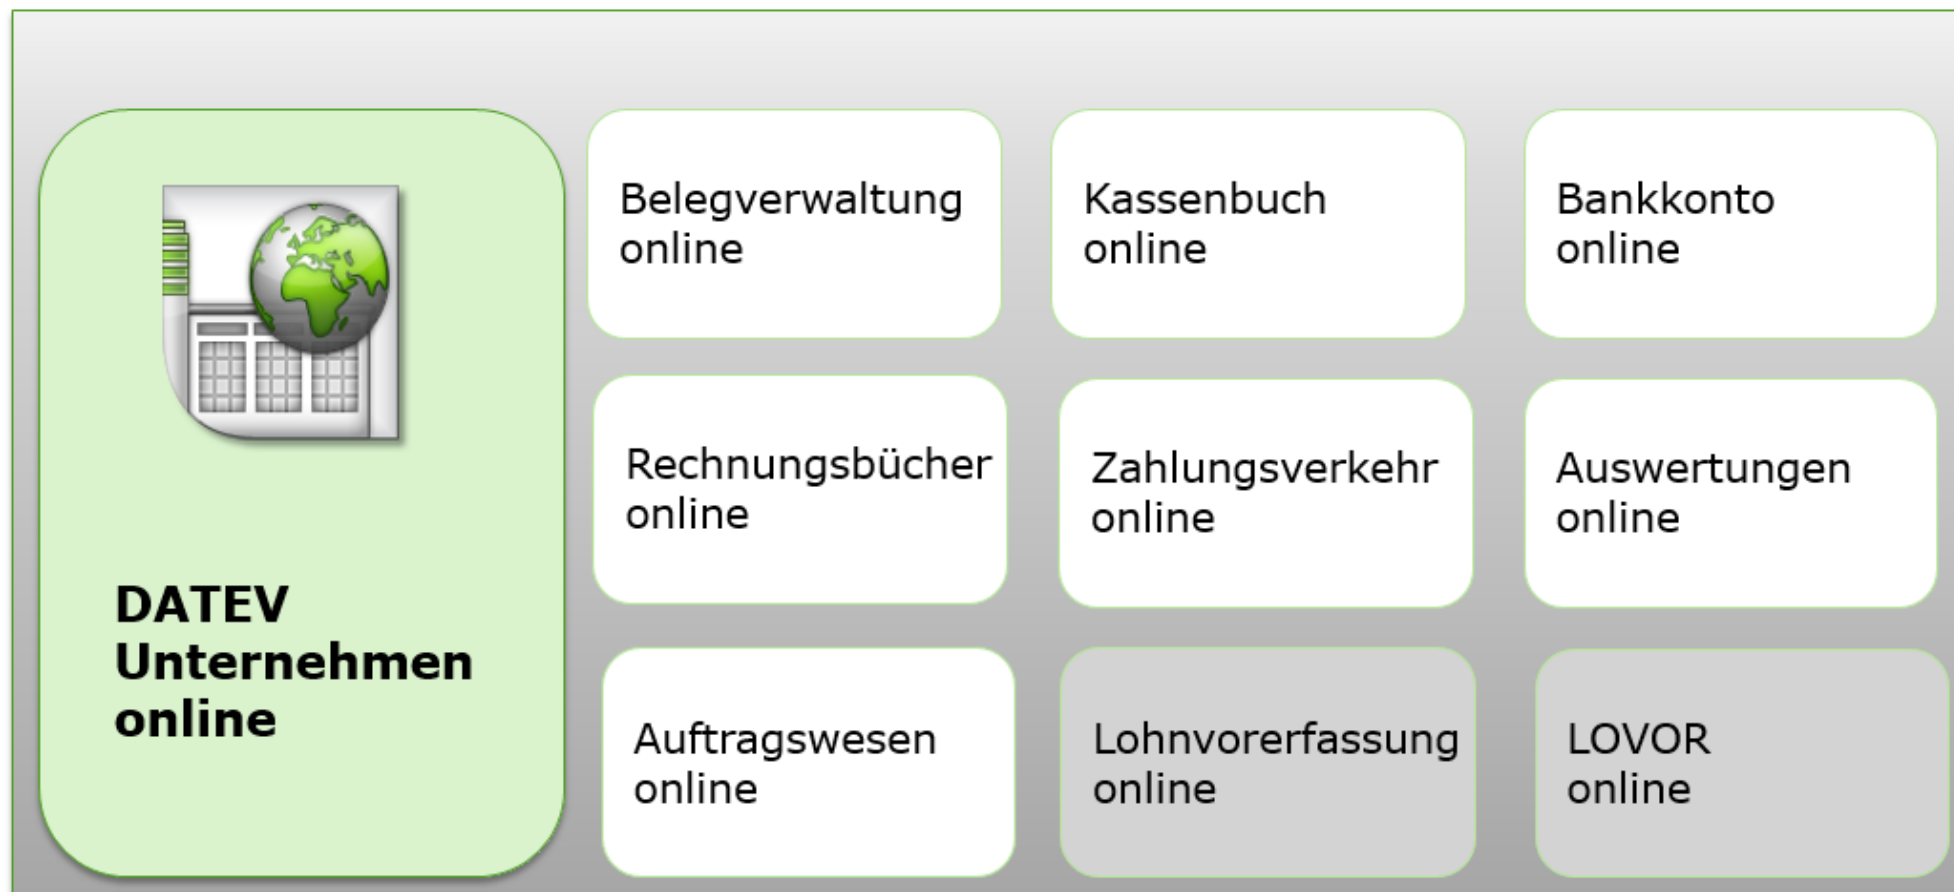 Belegverwaltung
online
Kassenbuch
online
Bankkonto
online
Rechnungsbücher
online
Zahlungsverkehr
online
Auswertungen
online
DATEV
Unternehmen
online
Auftragswesen
online
Lohnvorerfassung
online
LOVOR
online